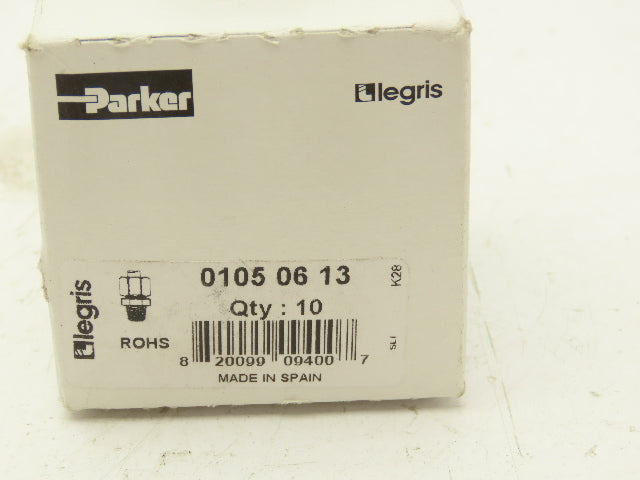 Parker
legris
legris
0105 06 13
K28
Qty : 10
ROHS
8 20099 09400 7
SLI
MADE IN SPAIN